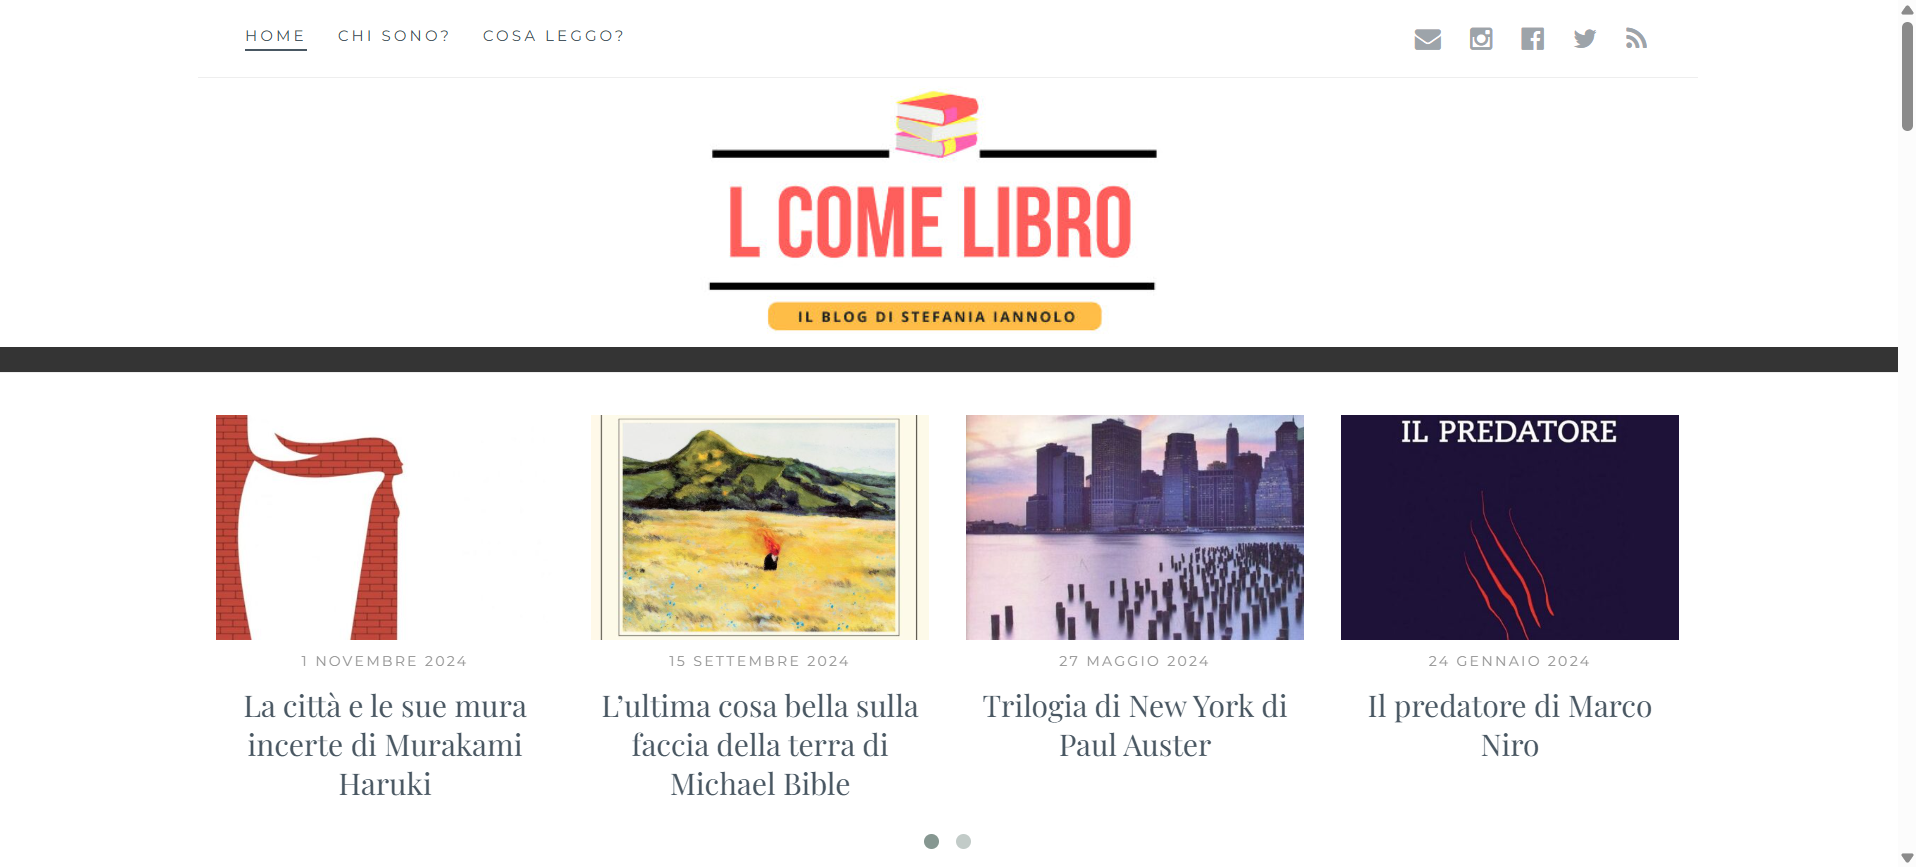 HOME CHI SONO? COSA LEGGO?
L COME LIBRO
IL BLOG DI STEFANIA IANNOLO
IL PREDATORE
1 NOVEMBRE 2024
La città e le sue mura
incerte di Murakami
Haruki
15 SETTEMBRE 2024
L’ultima cosa bella sulla
faccia della terra di
Michael Bible
27 MAGGIO 2024
Trilogia di New York di
Paul Auster
24 GENNAIO 2024
Il predatore di Marco
Niro